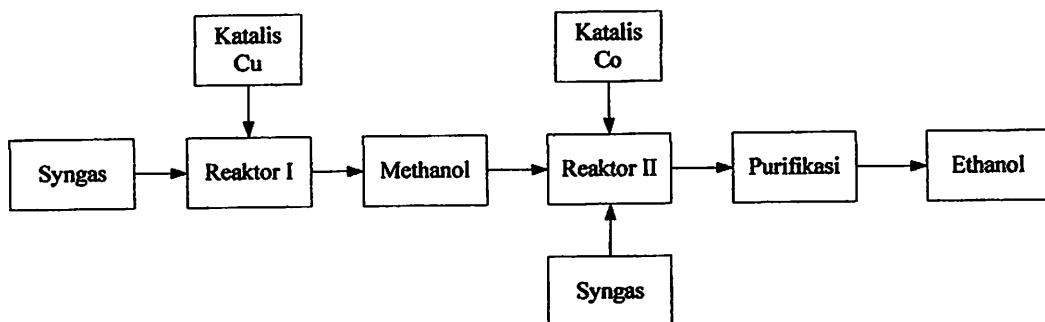 Katalis
Cu
Katalis
Co
Syngas
Reaktor I
Methanol
Reaktor II
Purifikasi
Ethanol
Syngas